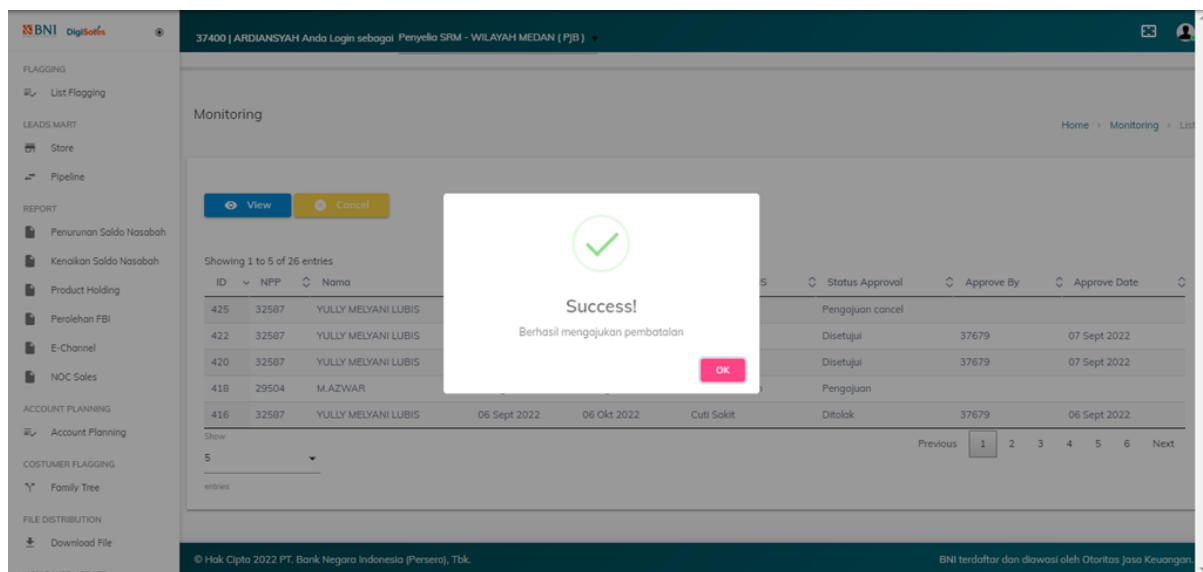 BNI DigiSales
37400 | ARDIANSYAH Anda Login sebagai Penyelia SRM - WILAYAH MEDAN ( PJB )
FLAGGING
List Flagging
LEADS MART
Store
Pipeline
REPORT
Penurunan Saldo Nasabah
Kenaikan Saldo Nasabah
Product Holding
Perolehan FBI
E-Channel
NOC Sales
ACCOUNT PLANNING
Account Planning
COSTUMER FLAGGING
Family Tree
FILE DISTRIBUTION
Download File
Monitoring
Home > Monitoring > List
View Cancel
Showing 1 to 5 of 26 entries
ID NPP Nama Status Approval Approve By Approve Date
425 32587 YULLY MELYANI LUBIS Pengajuan cancel
422 32587 YULLY MELYANI LUBIS Disetujui 37679 07 Sept 2022
420 32587 YULLY MELYANI LUBIS Disetujui 37679 07 Sept 2022
418 29504 M.AZWAR Pengajuan
416 32587 YULLY MELYANI LUBIS 06 Sept 2022 06 Okt 2022 Cuti Sakit Ditolak 37679 06 Sept 2022
Show
5
entries
Previous 1 2 3 4 5 6 Next
Success!
Berhasil mengajukan pembatalan
OK
© Hak Cipta 2022 PT. Bank Negara Indonesia (Persero), Tbk.
BNI terdaftar dan diawasi oleh Otoritas Jasa Keuangan.